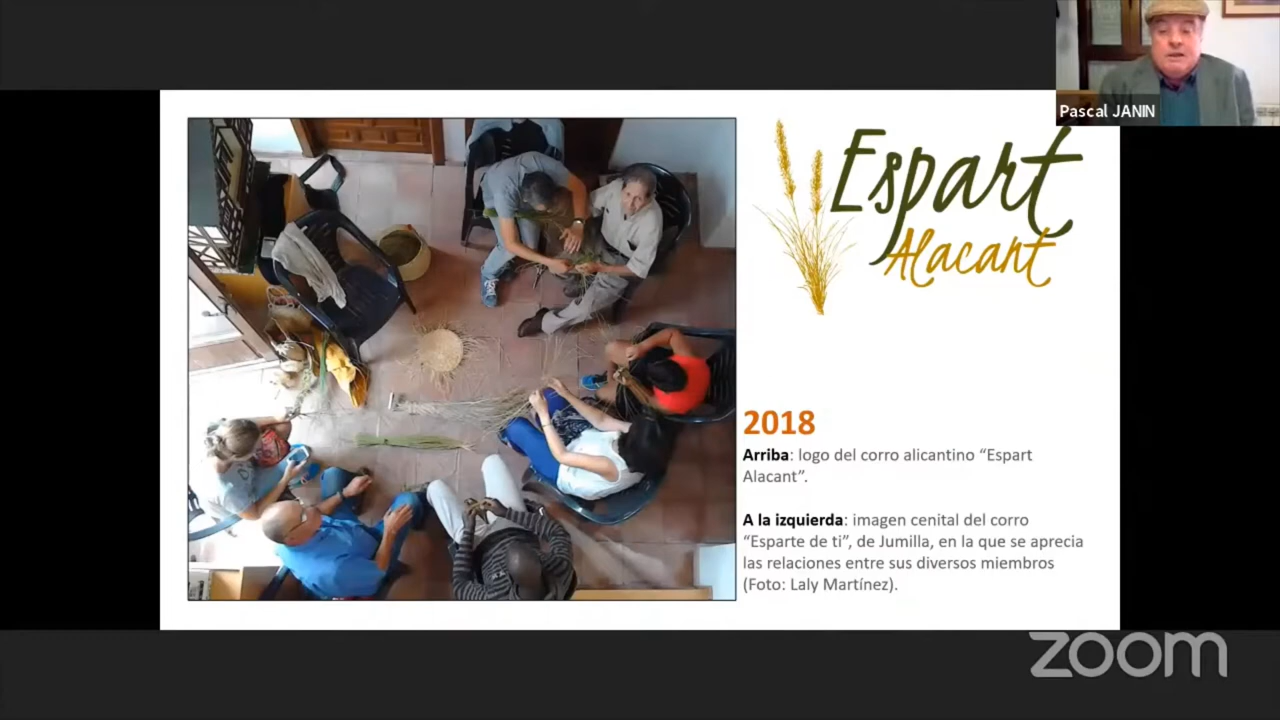 Pascal JANIN
Espart
Alacant
2018
Arriba: logo del corro alicantino “Espart
Alacant”.
A la izquierda: imagen cenital del corro
“Esparte de ti”, de Jumilla, en la que se aprecia
las relaciones entre sus diversos miembros
(Foto: Laly Martínez).
zoom